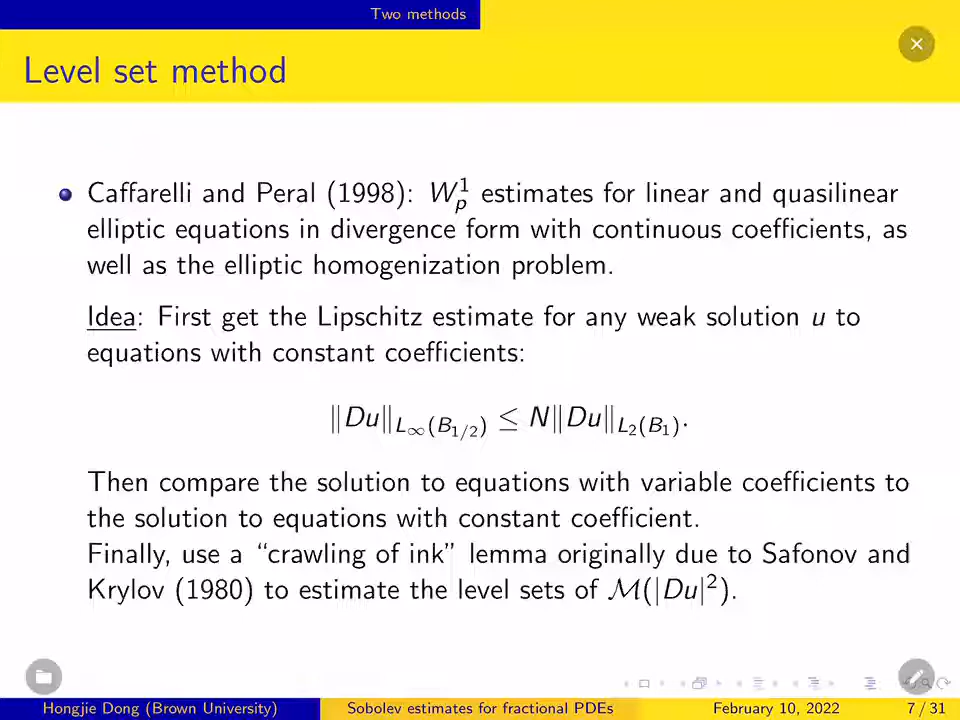 Two methods
Level set method
Caffarelli and Peral (1998): W_p^1 estimates for linear and quasilinear
elliptic equations in divergence form with continuous coefficients, as
well as the elliptic homogenization problem.
Idea: First get the Lipschitz estimate for any weak solution u to
equations with constant coefficients:
‖Du‖_{L_∞(B_{1/2})} ≤ N‖Du‖_{L_2(B_1)}.
Then compare the solution to equations with variable coefficients to
the solution to equations with constant coefficient.
Finally, use a “crawling of ink” lemma originally due to Safonov and
Krylov (1980) to estimate the level sets of ℳ(|Du|²).
Hongjie Dong (Brown University) Sobolev estimates for fractional PDEs February 10, 2022 7 / 31